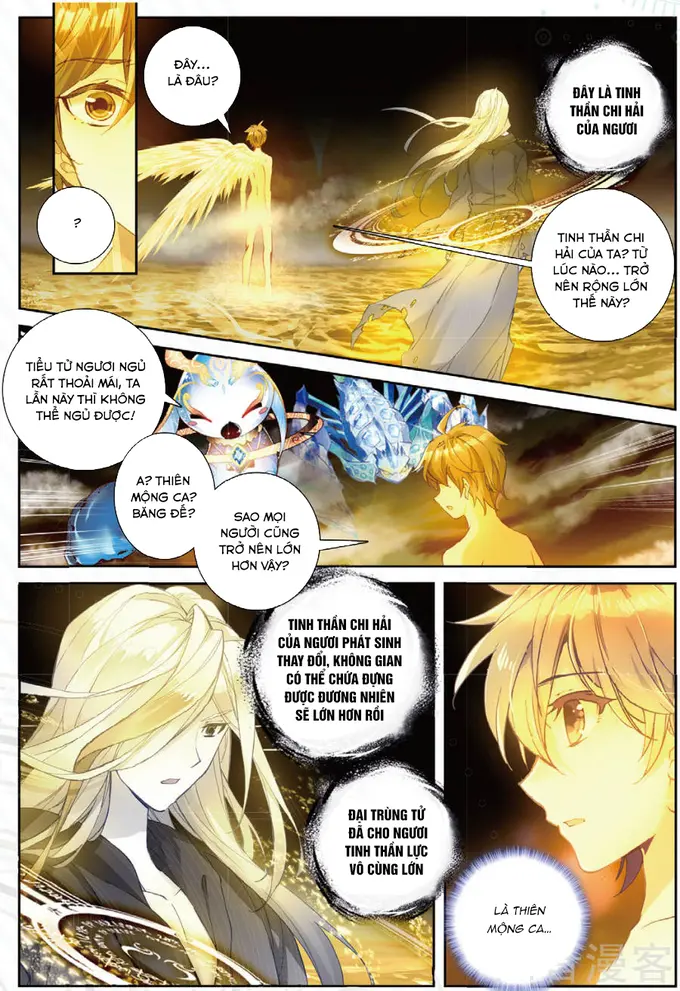 ĐÂY...
LÀ ĐÂU?
ĐÂY LÀ TINH
THẦN CHI HẢI
CỦA NGƯƠI
?
TINH THẦN CHI
HẢI CỦA TA? TỪ
LÚC NÀO... TRỞ
NÊN RỘNG LỚN
THẾ NÀY?
TIỂU TỬ NGƯƠI NGỦ
RẤT THOẢI MÁI, TA
LẦN NÀY THÌ KHÔNG
THỂ NGỦ ĐƯỢC!
A? THIÊN
MỘNG CA?
BĂNG ĐẾ?
SAO MỌI
NGƯỜI CŨNG
TRỞ NÊN LỚN
HƠN VẬY?
TINH THẦN CHI HẢI
CỦA NGƯƠI PHÁT SINH
THAY ĐỔI, KHÔNG GIAN
CÓ THỂ CHỨA ĐỰNG
ĐƯỢC ĐƯƠNG NHIÊN
SẼ LỚN HƠN RỒI
ĐẠI TRÙNG TỬ
ĐÃ CHO NGƯƠI
TINH THẦN LỰC
VÔ CÙNG LỚN
LÀ THIÊN
MỘNG CA...
漫客